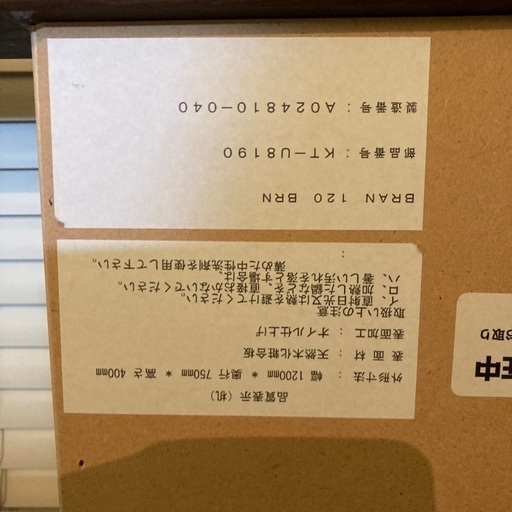 品質表示(机)
外形寸法 : 幅 1200mm * 奥行 750mm * 高さ 400mm
表 面 材 : 天然木化粧合板
表面加工 : オイル仕上げ
取扱い上の注意
イ、直射日光又は熱を避けてください。
ロ、加熱した鍋などを、直接おかないでください。
ハ、著しい汚れを落とす場合は、
薄めた中性洗剤を使用して下さい。
:
BRAN 120 BRN
部品番号 : KT-U8190
製造番号 : A024810-040
中
お取り